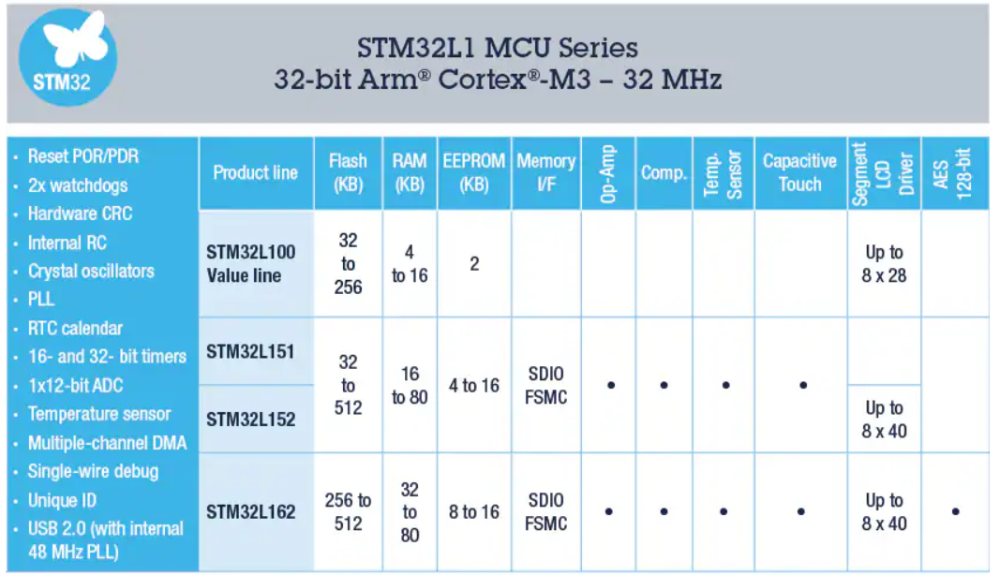 STM32
STM32L1 MCU Series
32-bit Arm® Cortex®-M3 – 32 MHz
• Reset POR/PDR
• 2x watchdogs
• Hardware CRC
• Internal RC
• Crystal oscillators
• PLL
• RTC calendar
• 16- and 32- bit timers
• 1x12-bit ADC
• Temperature sensor
• Multiple-channel DMA
• Single-wire debug
• Unique ID
• USB 2.0 (with internal
48 MHz PLL)
Product line
Flash
(KB)
RAM
(KB)
EEPROM
(KB)
Memory
I/F
Op-Amp
Comp.
Temp.
Sensor
Capacitive
Touch
Segment
LCD
Driver
AES
128-bit
STM32L100
Value line
32
to
256
4
to 16
2
Up to
8 x 28
STM32L151
STM32L152
32
to
512
16
to 80
4 to 16
SDIO
FSMC
•
•
•
•
Up to
8 x 40
STM32L162
256 to
512
32
to
80
8 to 16
SDIO
FSMC
•
•
•
•
Up to
8 x 40
•